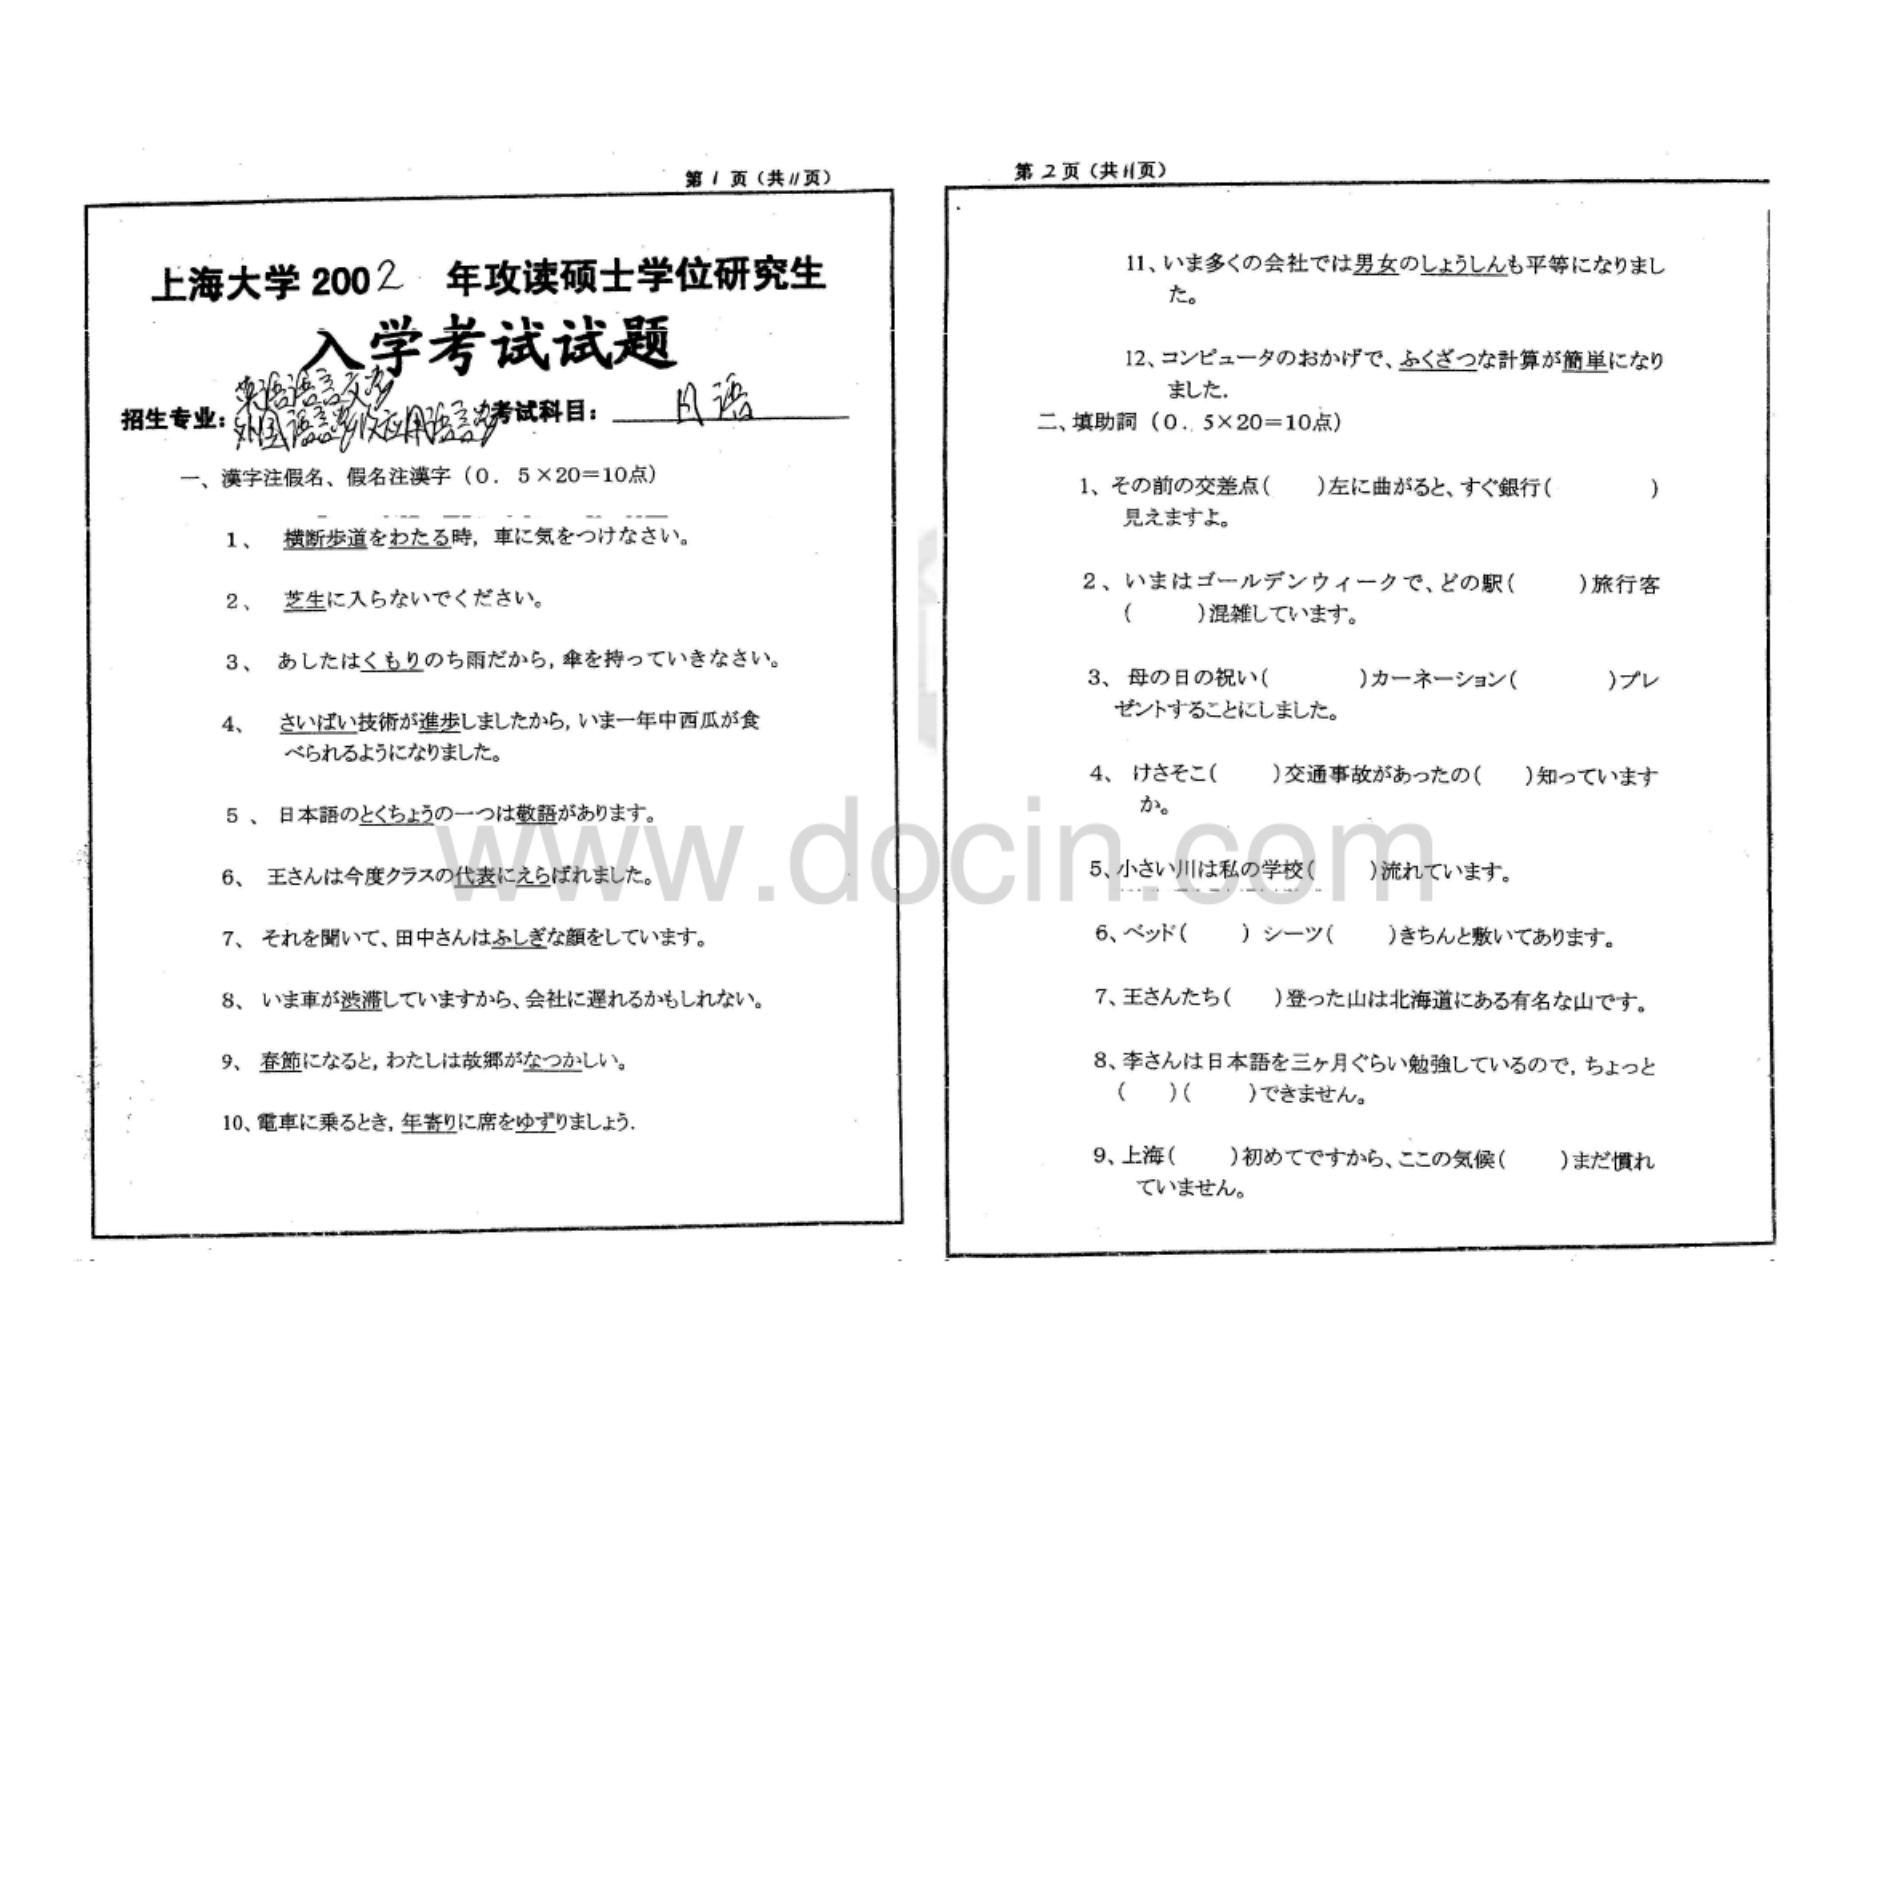 第 1 页（共11页）
上海大学 2002 年攻读硕士学位研究生
入学考试试题
英语语言文学
招生专业：外国语言学及应用语言学 考试科目： 日语
一、漢字注假名、假名注漢字（0．5×20＝10点）
1、 横断歩道をわたる時，車に気をつけなさい。
2、 芝生に入らないでください。
3、 あしたはくもりのち雨だから，傘を持っていきなさい。
4、 さいばい技術が進歩しましたから，いま一年中西瓜が食
べられるようになりました。
5、 日本語のとくちょうの一つは敬語があります。
6、 王さんは今度クラスの代表にえらばれました。
7、 それを聞いて、田中さんはふしぎな顔をしています。
8、 いま車が渋滞していますから、会社に遅れるかもしれない。
9、 春節になると，わたしは故郷がなつかしい。
10、電車に乗るとき，年寄りに席をゆずりましょう.
第 2 页（共11页）
11、いま多くの会社では男女のしょうしんも平等になりまし
た。
12、コンピュータのおかげで、ふくざつな計算が簡単になり
ました.
二、填助詞（0．5×20＝10点）
1、その前の交差点(　　)左に曲がると、すぐ銀行(　　　　)
見えますよ。
2、いまはゴールデンウィークで、どの駅(　　　)旅行客
(　　　)混雑しています。
3、 母の日の祝い(　　　　)カーネーション(　　　　)プレ
ゼントすることにしました。
4、 けさそこ(　　)交通事故があったの(　　)知っています
か。
5、小さい川は私の学校(　　)流れています。
6、ベッド(　　) シーツ(　　)きちんと敷いてあります。
7、王さんたち(　　)登った山は北海道にある有名な山です。
8、李さんは日本語を三ヶ月ぐらい勉強しているので，ちょっと
(　　)(　　)できません。
9、上海(　　)初めてですから、ここの気候(　　)まだ慣れ
ていません。
www.docin.com